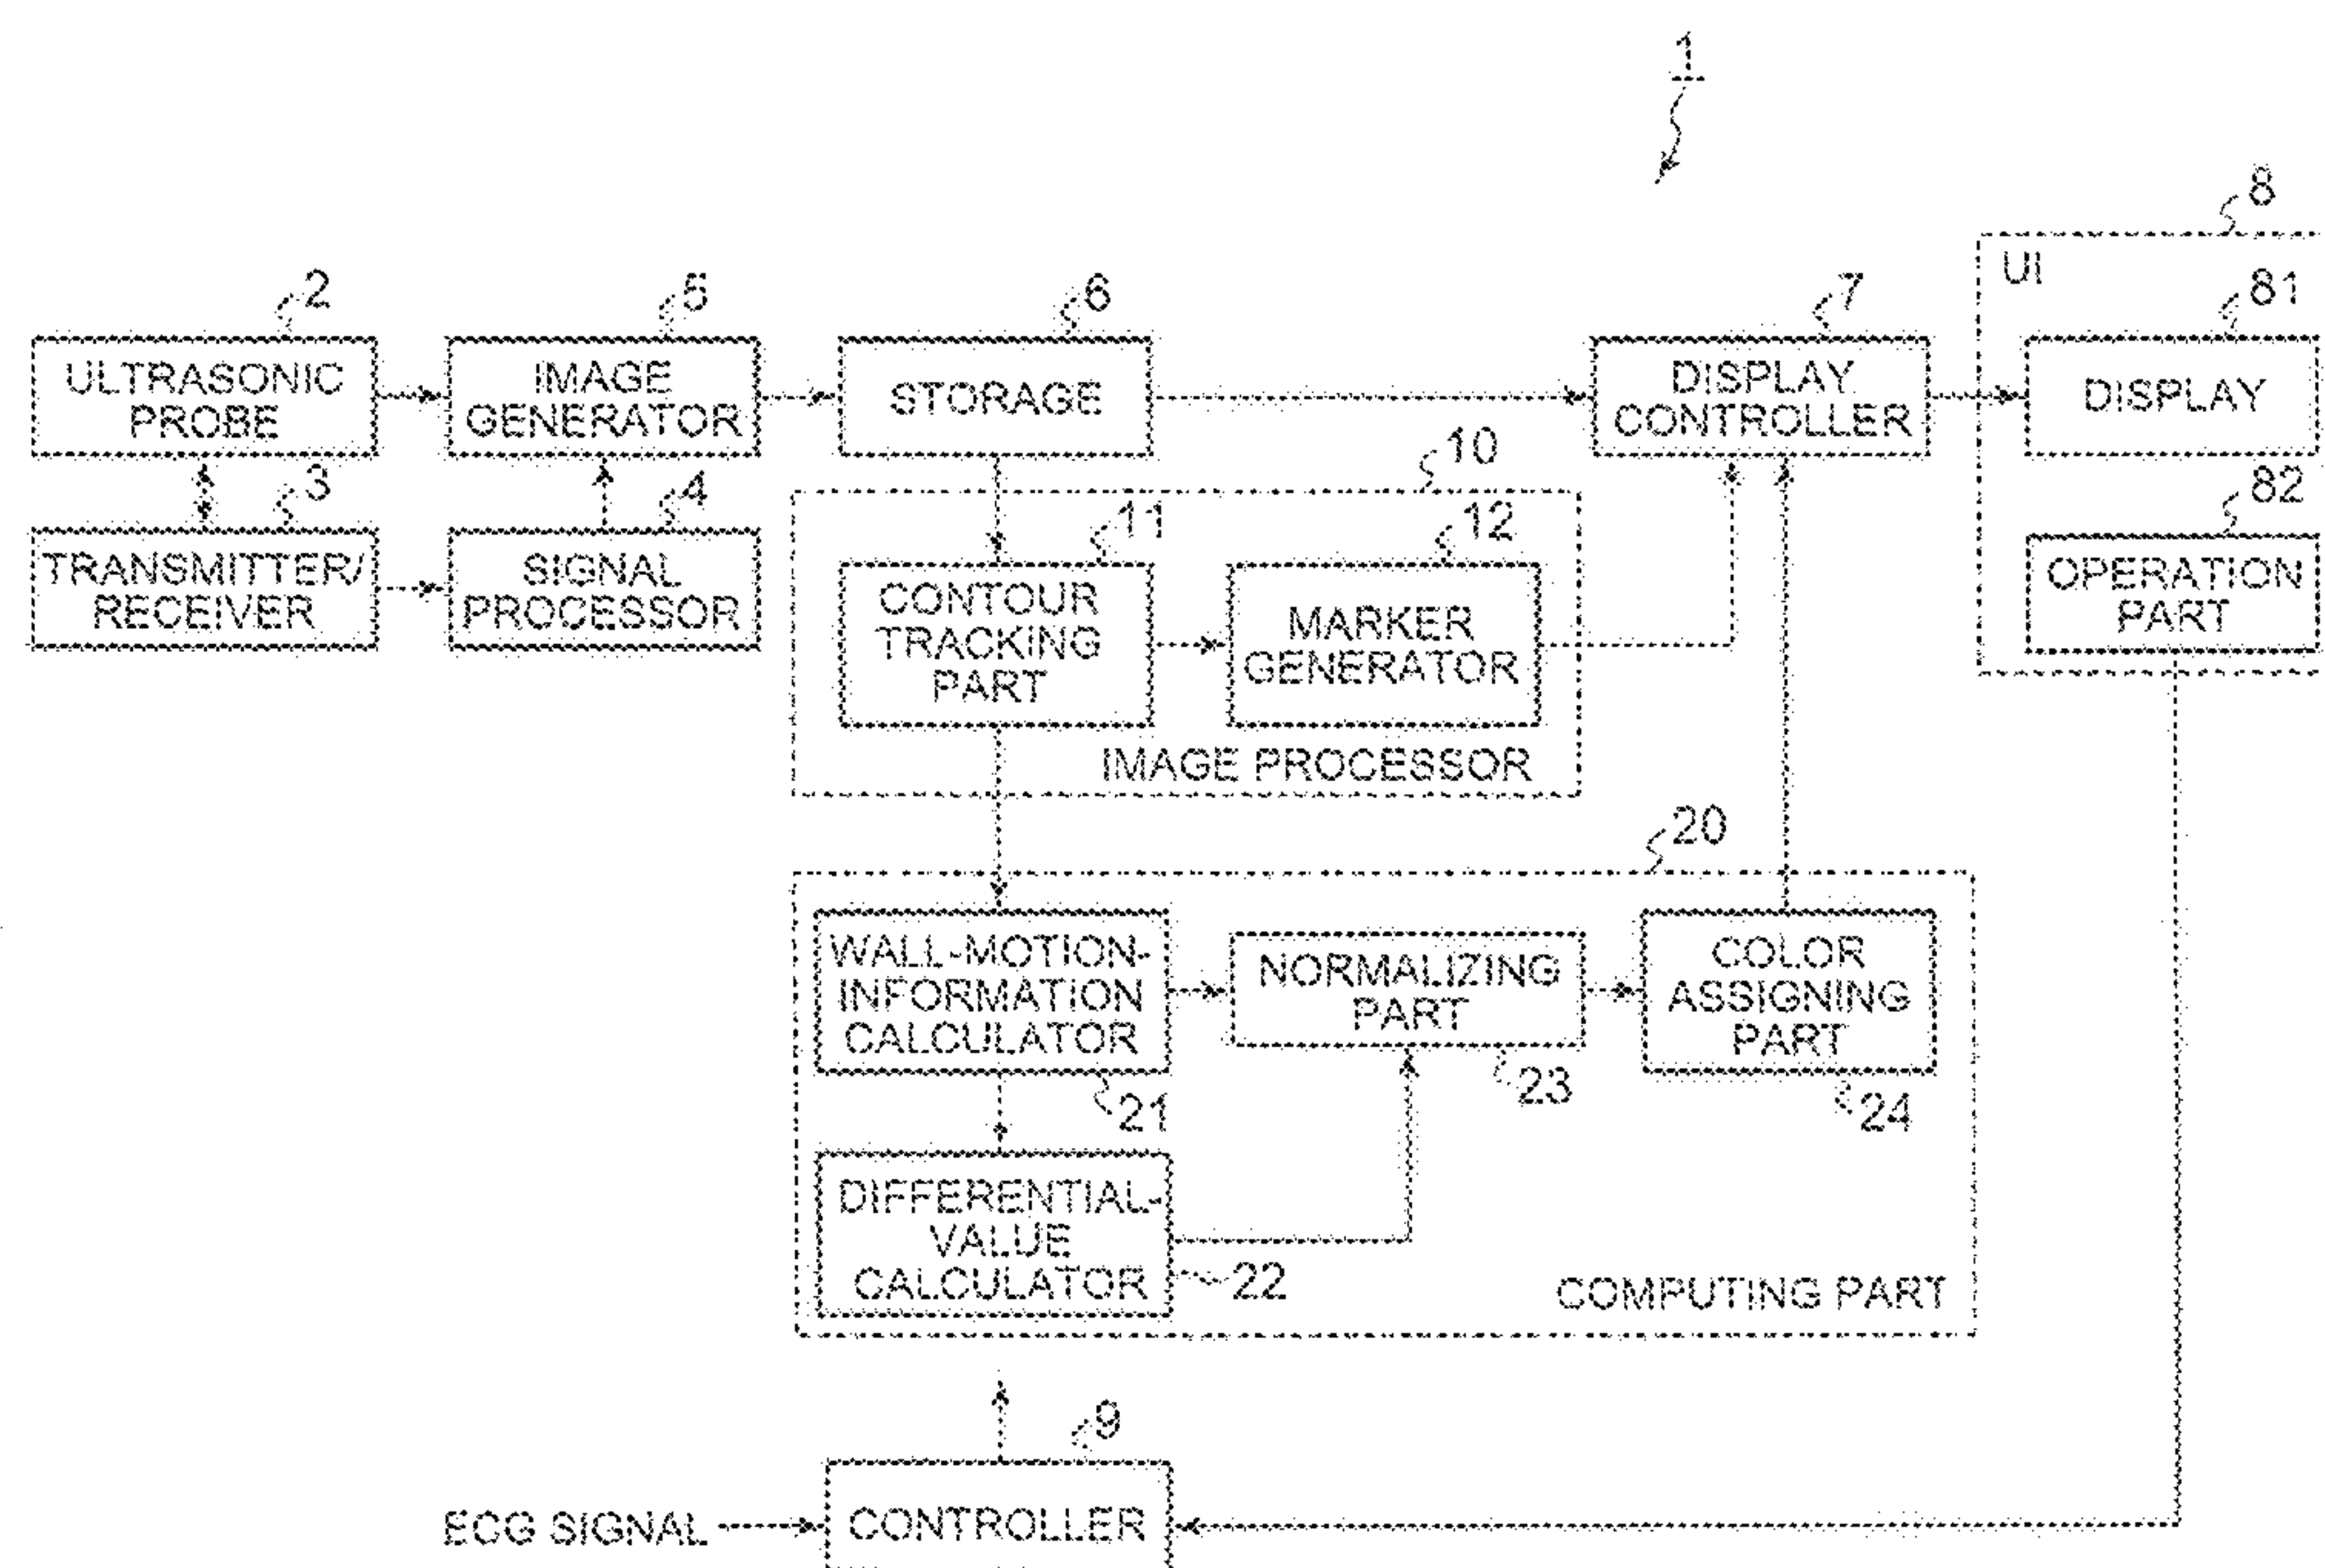 1
8
UI
2
5
6
7
81
ULTRASONIC
PROBE
IMAGE
GENERATOR
STORAGE
DISPLAY
CONTROLLER
DISPLAY
10
3
4
11
12
82
TRANSMITTER/
RECEIVER
SIGNAL
PROCESSOR
CONTOUR
TRACKING
PART
MARKER
GENERATOR
OPERATION
PART
IMAGE PROCESSOR
20
WALL-MOTION-
INFORMATION
CALCULATOR
NORMALIZING
PART
COLOR
ASSIGNING
PART
21
23
24
DIFFERENTIAL-
VALUE
CALCULATOR
22
COMPUTING PART
9
ECG SIGNAL
CONTROLLER